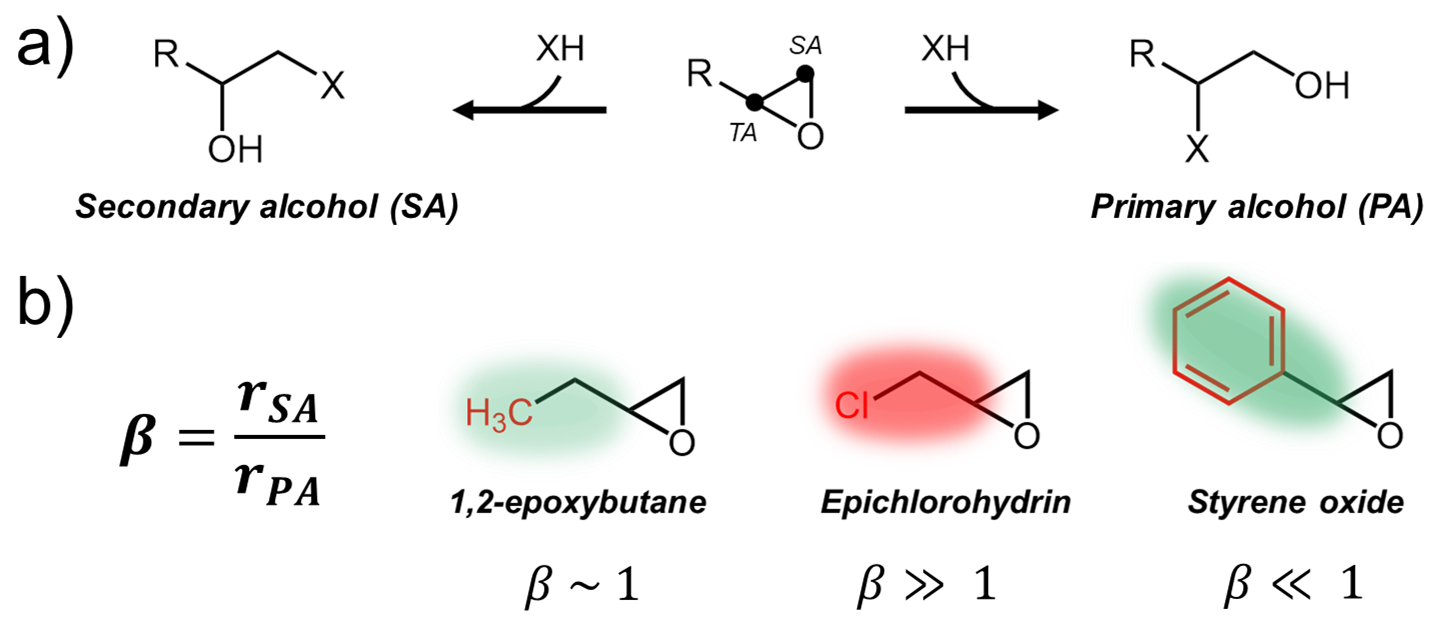 a)
R
OH
X
Secondary alcohol (SA)
XH
R
SA
TA
O
XH
R
OH
X
Primary alcohol (PA)
b)
β = r_SA / r_PA
H₃C
O
1,2-epoxybutane
β ~ 1
Cl
O
Epichlorohydrin
β ≫ 1
O
Styrene oxide
β ≪ 1